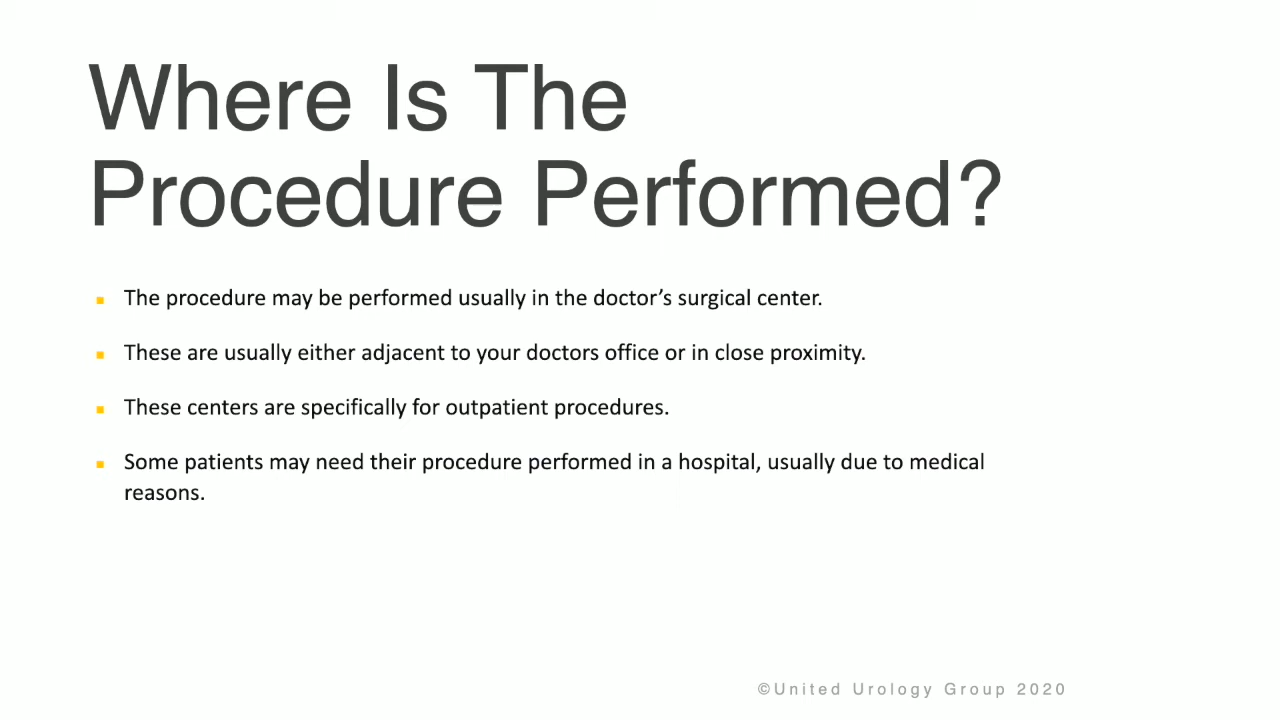 Where Is The
Procedure Performed?
▪ The procedure may be performed usually in the doctor’s surgical center.
▪ These are usually either adjacent to your doctors office or in close proximity.
▪ These centers are specifically for outpatient procedures.
▪ Some patients may need their procedure performed in a hospital, usually due to medical
reasons.
©United Urology Group 2020